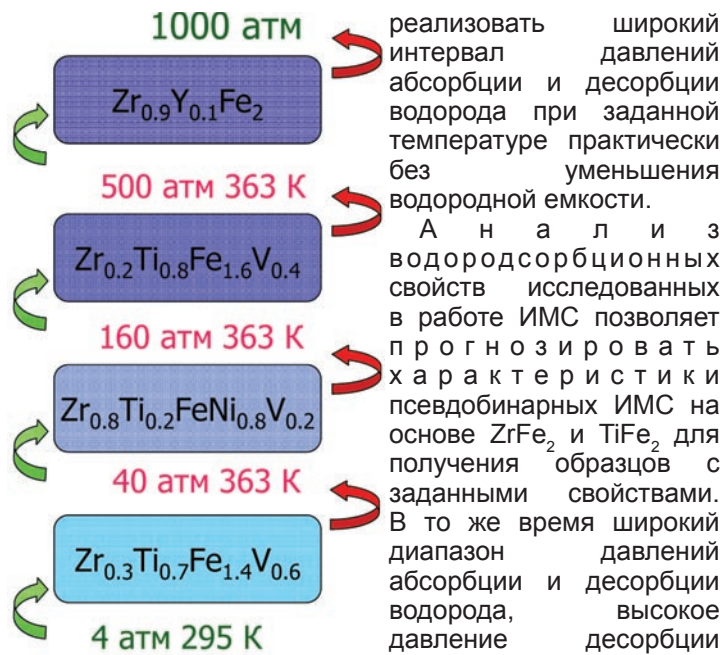 1000 атм
Zr0.9Y0.1Fe2
500 атм 363 К
Zr0.2Ti0.8Fe1.6V0.4
160 атм 363 К
Zr0.8Ti0.2FeNi0.8V0.2
40 атм 363 К
Zr0.3Ti0.7Fe1.4V0.6
4 атм 295 К
реализовать широкий
интервал давлений
абсорбции и десорбции
водорода при заданной
температуре практически
без уменьшения
водородной емкости.
Анализ
водородсорбционных
свойств исследованных
в работе ИМС позволяет
прогнозировать
характеристики
псевдобинарных ИМС на
основе ZrFe2 и TiFe2 для
получения образцов с
заданными свойствами.
В то же время широкий
диапазон давлений
абсорбции и десорбции
водорода, высокое
давление десорбции